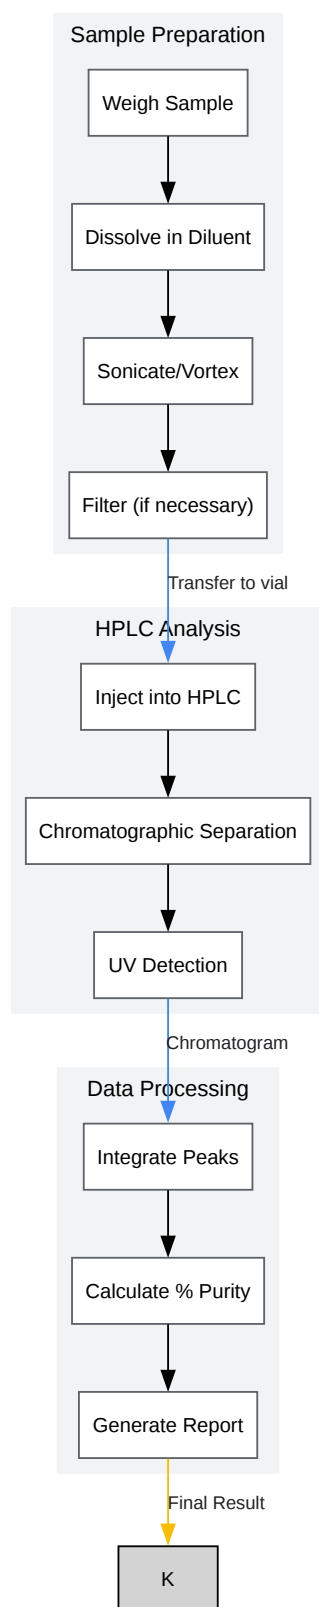 Sample Preparation
Weigh Sample
Dissolve in Diluent
Sonicate/Vortex
Filter (if necessary)
Transfer to vial
HPLC Analysis
Inject into HPLC
Chromatographic Separation
UV Detection
Chromatogram
Data Processing
Integrate Peaks
Calculate % Purity
Generate Report
Final Result
K